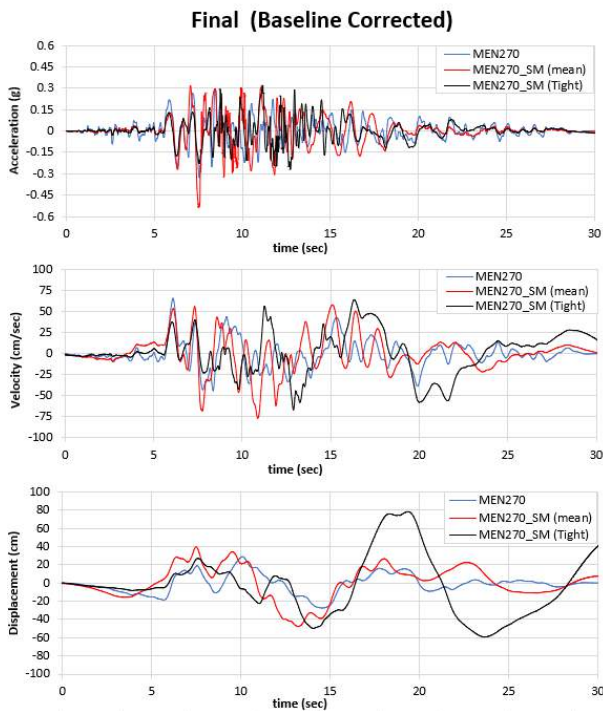 Final (Baseline Corrected)
0.6
0.45
0.3
0.15
0
-0.15
-0.3
-0.45
-0.6
Acceleration (g)
MEN270
MEN270_SM (mean)
MEN270_SM (Tight)
0 5 10 15 20 25 30
time (sec)
100
75
50
25
0
-25
-50
-75
-100
Velocity (cm/sec)
MEN270
MEN270_SM (mean)
MEN270_SM (Tight)
0 5 10 15 20 25 30
time (sec)
100
80
60
40
20
0
-20
-40
-60
-80
-100
Displacement (cm)
MEN270
MEN270_SM (mean)
MEN270_SM (Tight)
0 5 10 15 20 25 30
time (sec)